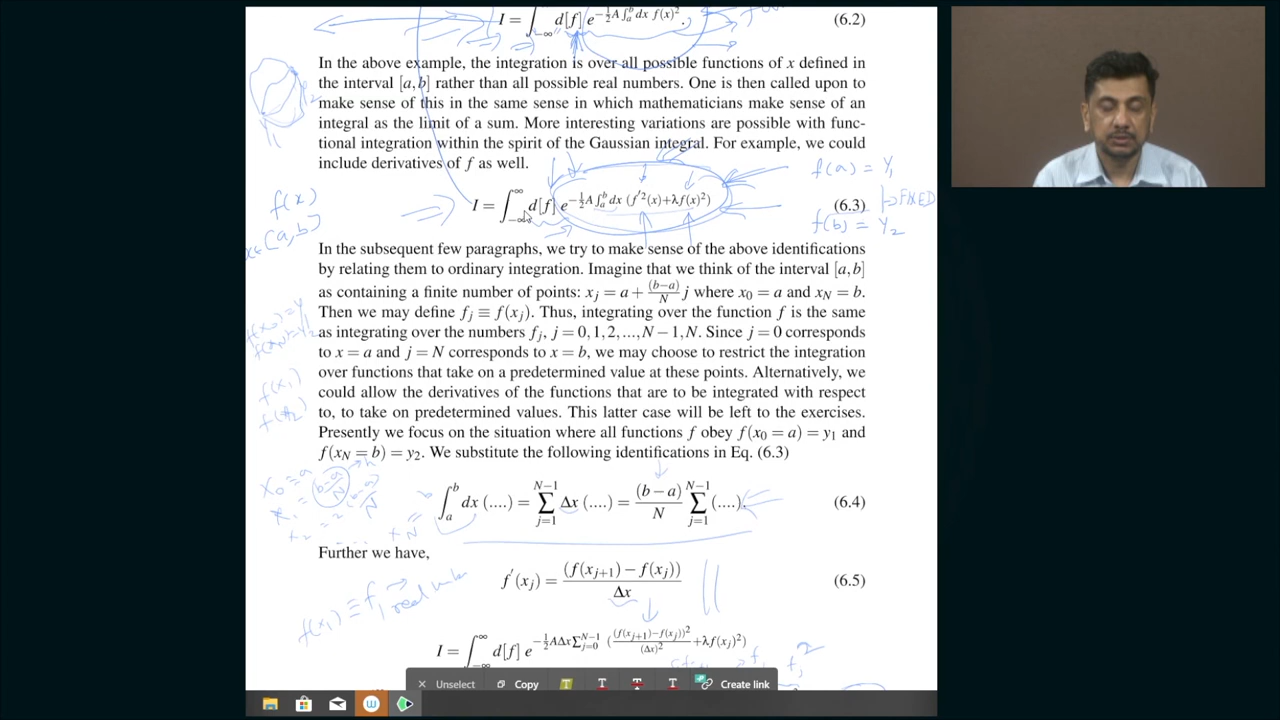 I = ∫_{-∞}^{∞} d[f] e^{-½A ∫_a^b dx f(x)²}. (6.2)
In the above example, the integration is over all possible functions of x defined in
the interval [a,b] rather than all possible real numbers. One is then called upon to
make sense of this in the same sense in which mathematicians make sense of an
integral as the limit of a sum. More interesting variations are possible with func-
tional integration within the spirit of the Gaussian integral. For example, we could
include derivatives of f as well.
f(a) = Y₁
I = ∫_{-∞}^{∞} d[f] e^{-½A ∫_a^b dx (f'²(x)+λf(x)²)} (6.3)
FIXED
f(b) = Y₂
f(x)
(a,b)
In the subsequent few paragraphs, we try to make sense of the above identifications
by relating them to ordinary integration. Imagine that we think of the interval [a,b]
as containing a finite number of points: x_j = a + (b−a)/N j where x₀ = a and x_N = b.
Then we may define f_j ≡ f(x_j). Thus, integrating over the function f is the same
as integrating over the numbers f_j, j = 0,1,2,...,N−1,N. Since j = 0 corresponds
to x = a and j = N corresponds to x = b, we may choose to restrict the integration
over functions that take on a predetermined value at these points. Alternatively, we
could allow the derivatives of the functions that are to be integrated with respect
to, to take on predetermined values. This latter case will be left to the exercises.
Presently we focus on the situation where all functions f obey f(x₀ = a) = y₁ and
f(x_N = b) = y₂. We substitute the following identifications in Eq. (6.3)
f(x₁)
f(x₂)
x₀ = a
∫_a^b dx (....) = ∑_{j=1}^{N−1} Δx (....) = (b−a)/N ∑_{j=1}^{N−1} (....). (6.4)
Further we have,
f'(x_j) = (f(x_{j+1}) − f(x_j))/Δx (6.5)
f(x₁) ≡ f₁ → real number
I = ∫_{-∞}^{∞} d[f] e^{-½AΔx∑_{j=0}^{N−1} ((f(x_{j+1})−f(x_j))²/(Δx)² + λf(x_j)²)}
Unselect Copy T T T T Create link